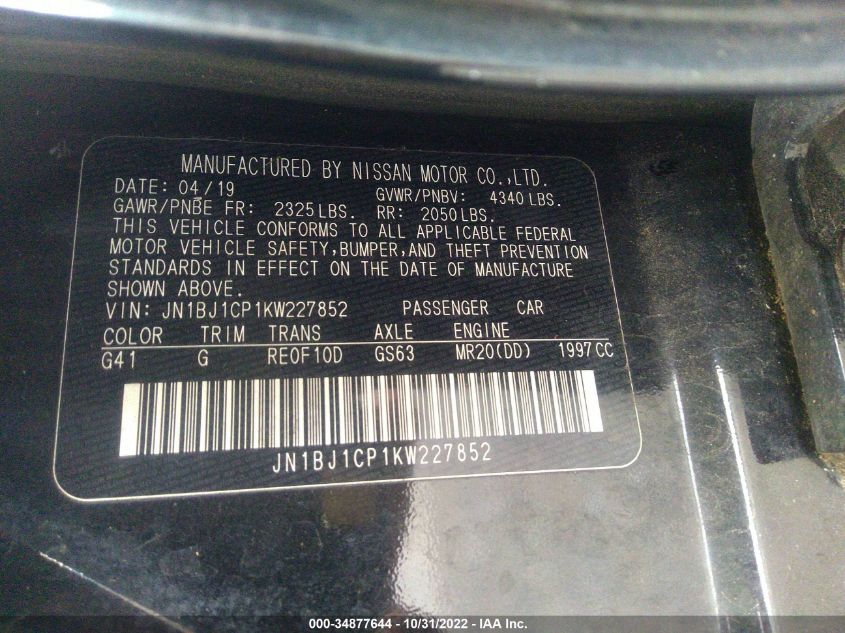 MANUFACTURED BY NISSAN MOTOR CO.,LTD.
DATE: 04/19 GVWR/PNBV: 4340 LBS.
GAWR/PNBE FR: 2325 LBS. RR: 2050 LBS.
THIS VEHICLE CONFORMS TO ALL APPLICABLE FEDERAL
MOTOR VEHICLE SAFETY,BUMPER,AND THEFT PREVENTION
STANDARDS IN EFFECT ON THE DATE OF MANUFACTURE
SHOWN ABOVE.
VIN: JN1BJ1CP1KW227852 PASSENGER CAR
COLOR TRIM TRANS AXLE ENGINE
G41 G RE0F10D GS63 MR20(DD) 1997 CC
JN1BJ1CP1KW227852
000-34877644 - 10/31/2022 - IAA Inc.